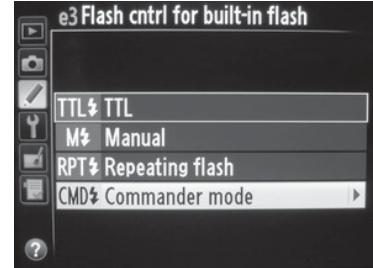 e3 Flash cntrl for built-in flash
TTL⚡ TTL
M⚡ Manual
RPT⚡ Repeating flash
CMD⚡ Commander mode
?